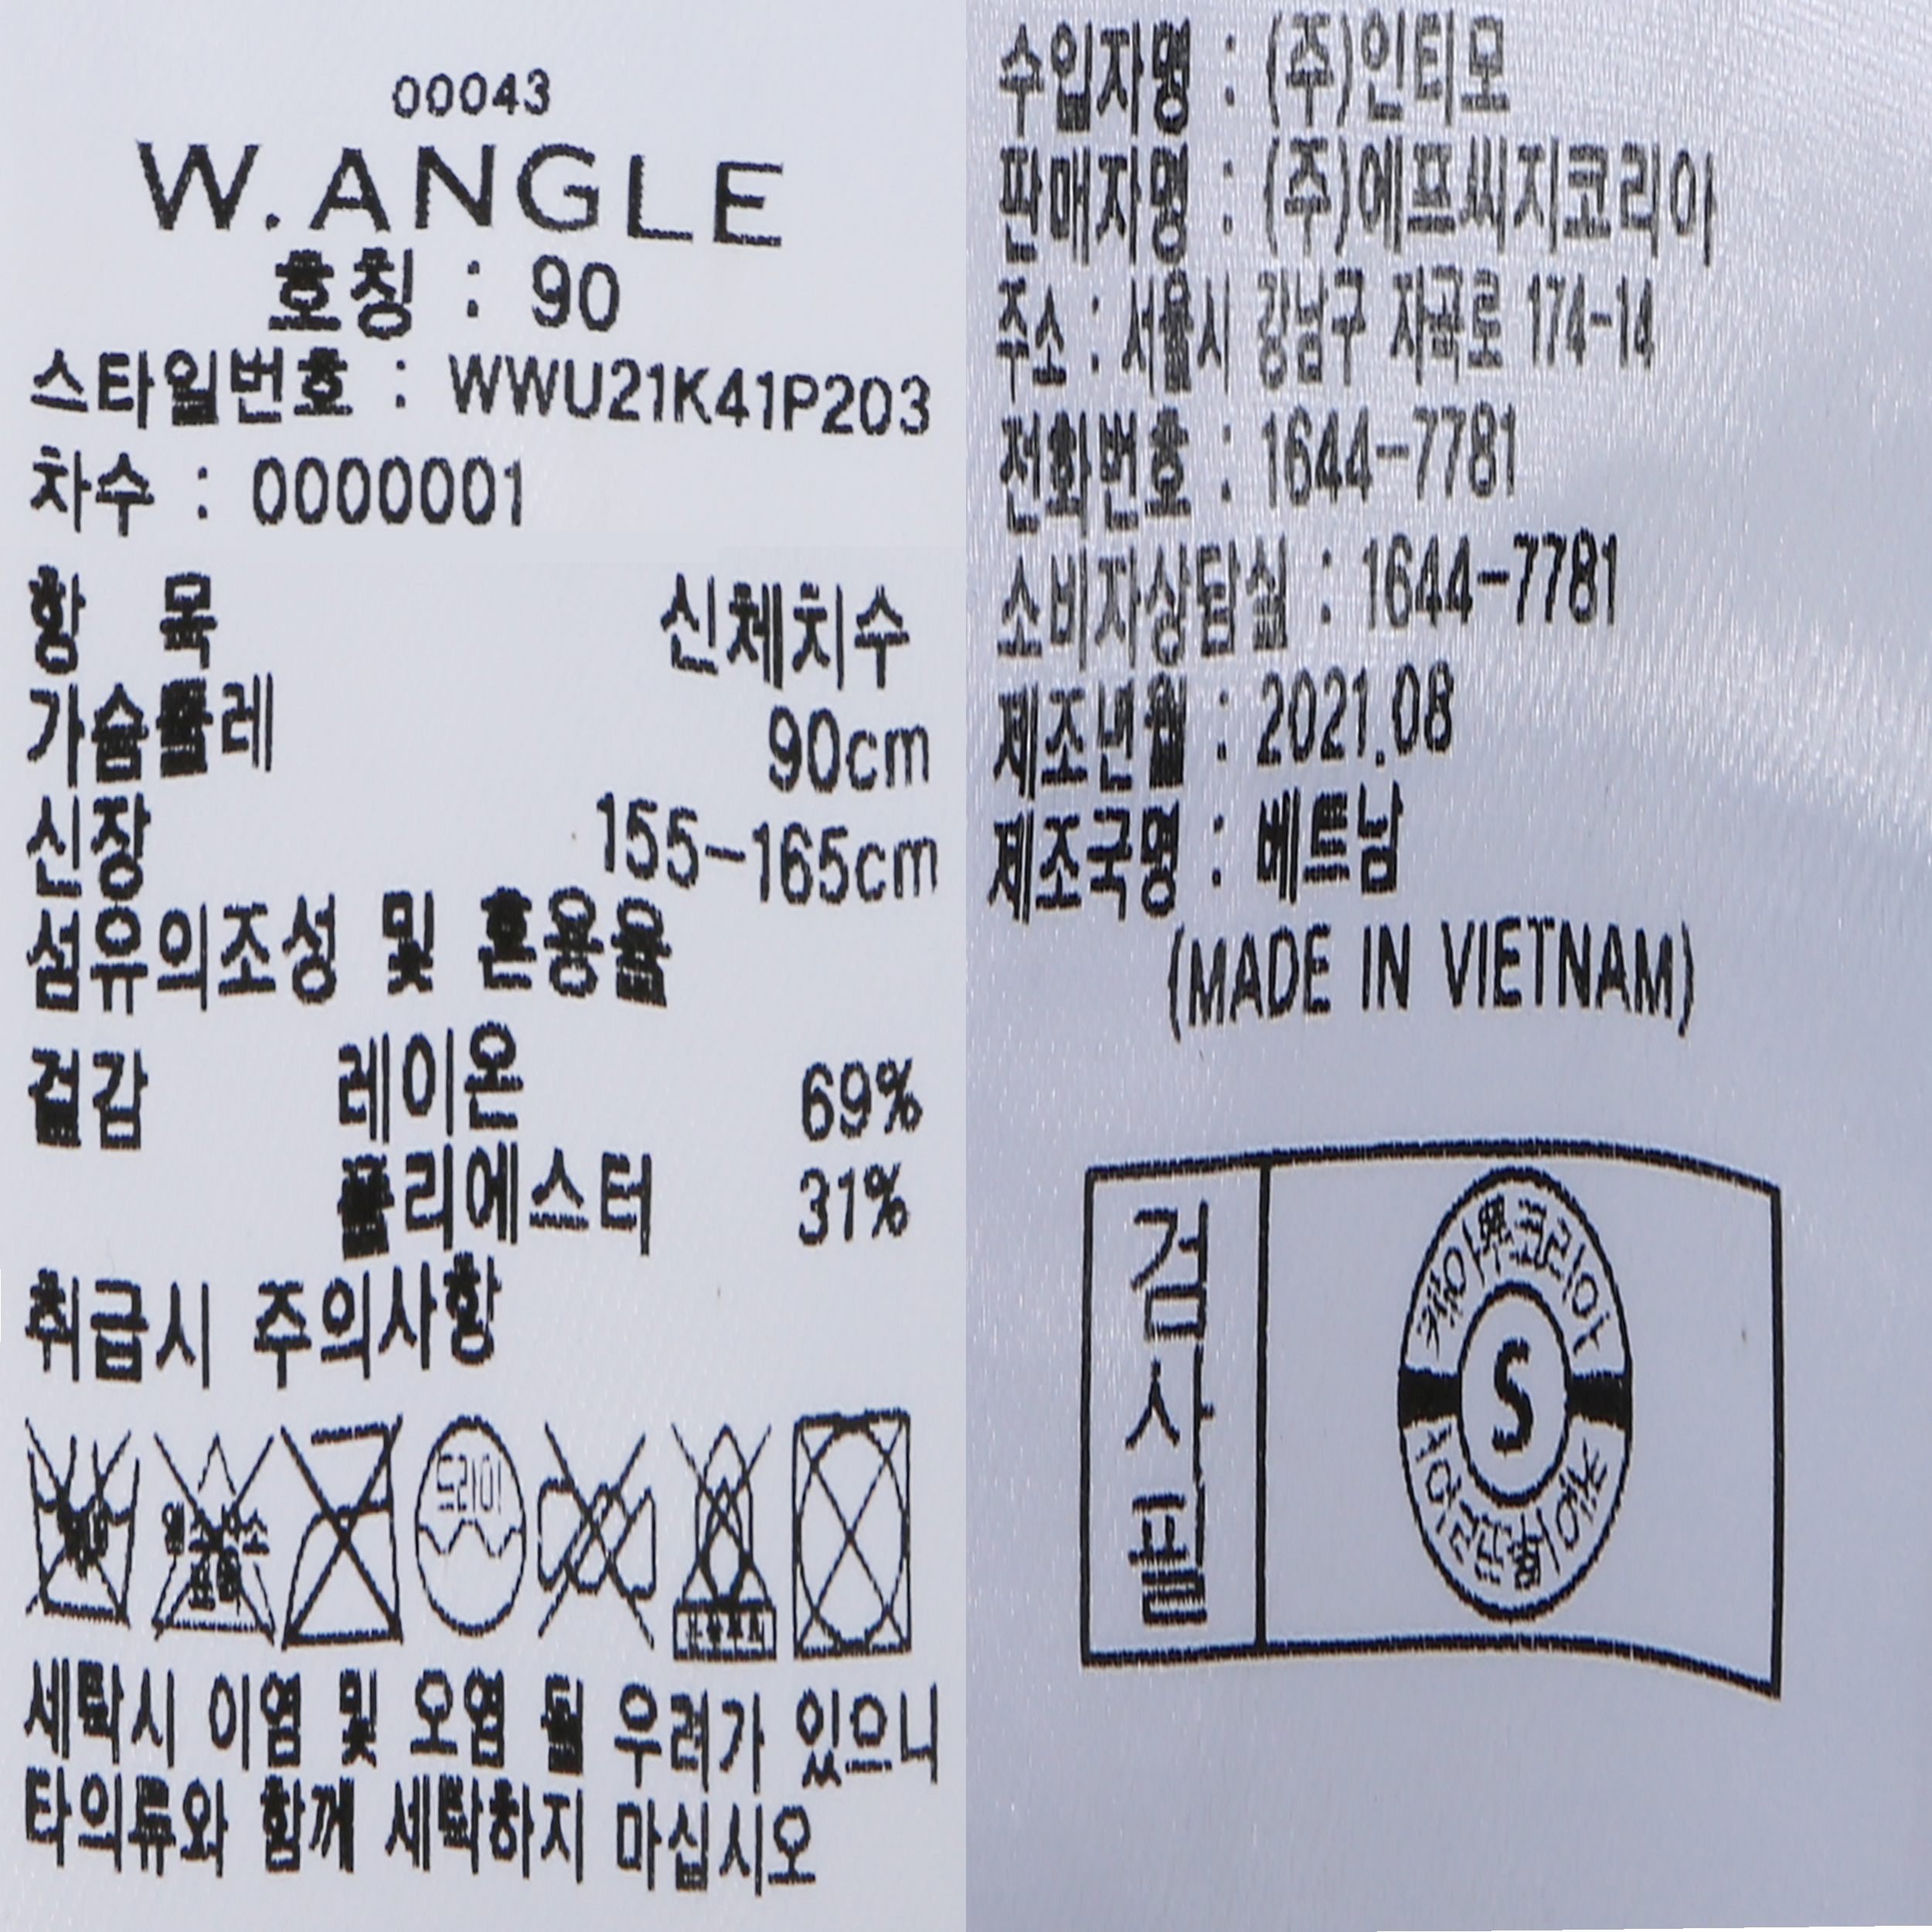 00043
W.ANGLE
호칭 : 90
스타일번호 : WWU21K41P203
차수 : 0000001
항 목 신체치수
가슴둘레 90cm
신장 155-165cm
섬유의조성 및 혼용율
겉감 레이온 69%
폴리에스터 31%
취급시 주의사항
드라이
세탁시 이염 및 오염 될 우려가 있으니
타의류와 함께 세탁하지 마십시오
수입자명 : (주)인티모
판매자명 : (주)에프씨지코리아
주소 : 서울시 강남구 자곡로 174-14
전화번호 : 1644-7781
소비자상담실 : 1644-7781
제조년월 : 2021.08
제조국명 : 베트남
(MADE IN VIETNAM)
검사필
S